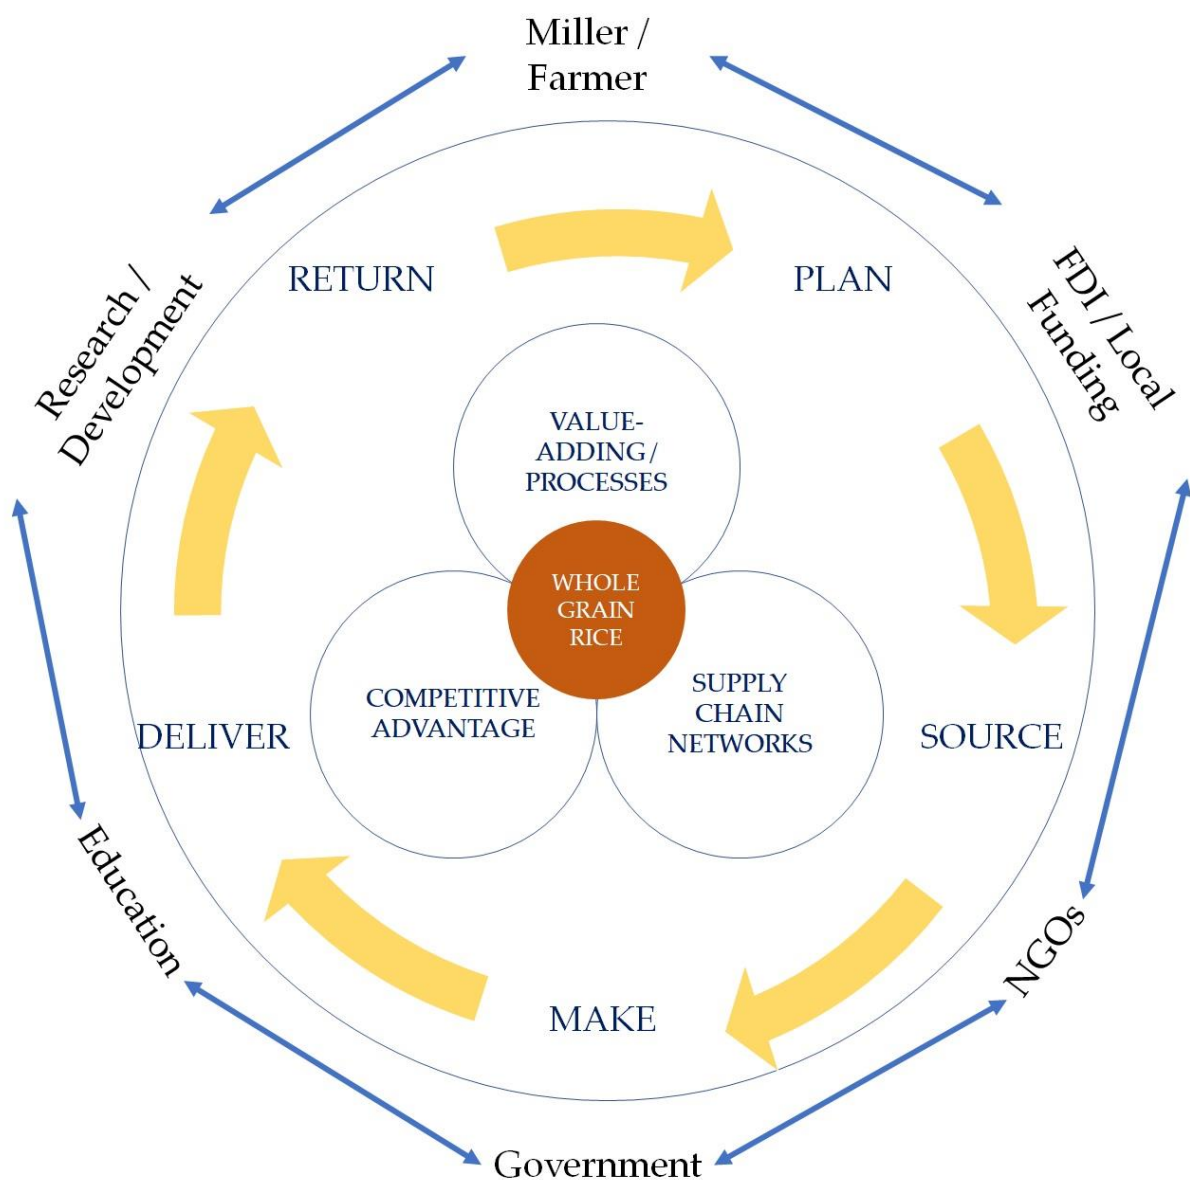 Miller /
Farmer
FDI / Local
Funding
NGOs
Government
Education
Research /
Development
RETURN
PLAN
SOURCE
MAKE
DELIVER
VALUE-
ADDING /
PROCESSES
WHOLE
GRAIN
RICE
COMPETITIVE
ADVANTAGE
SUPPLY
CHAIN
NETWORKS